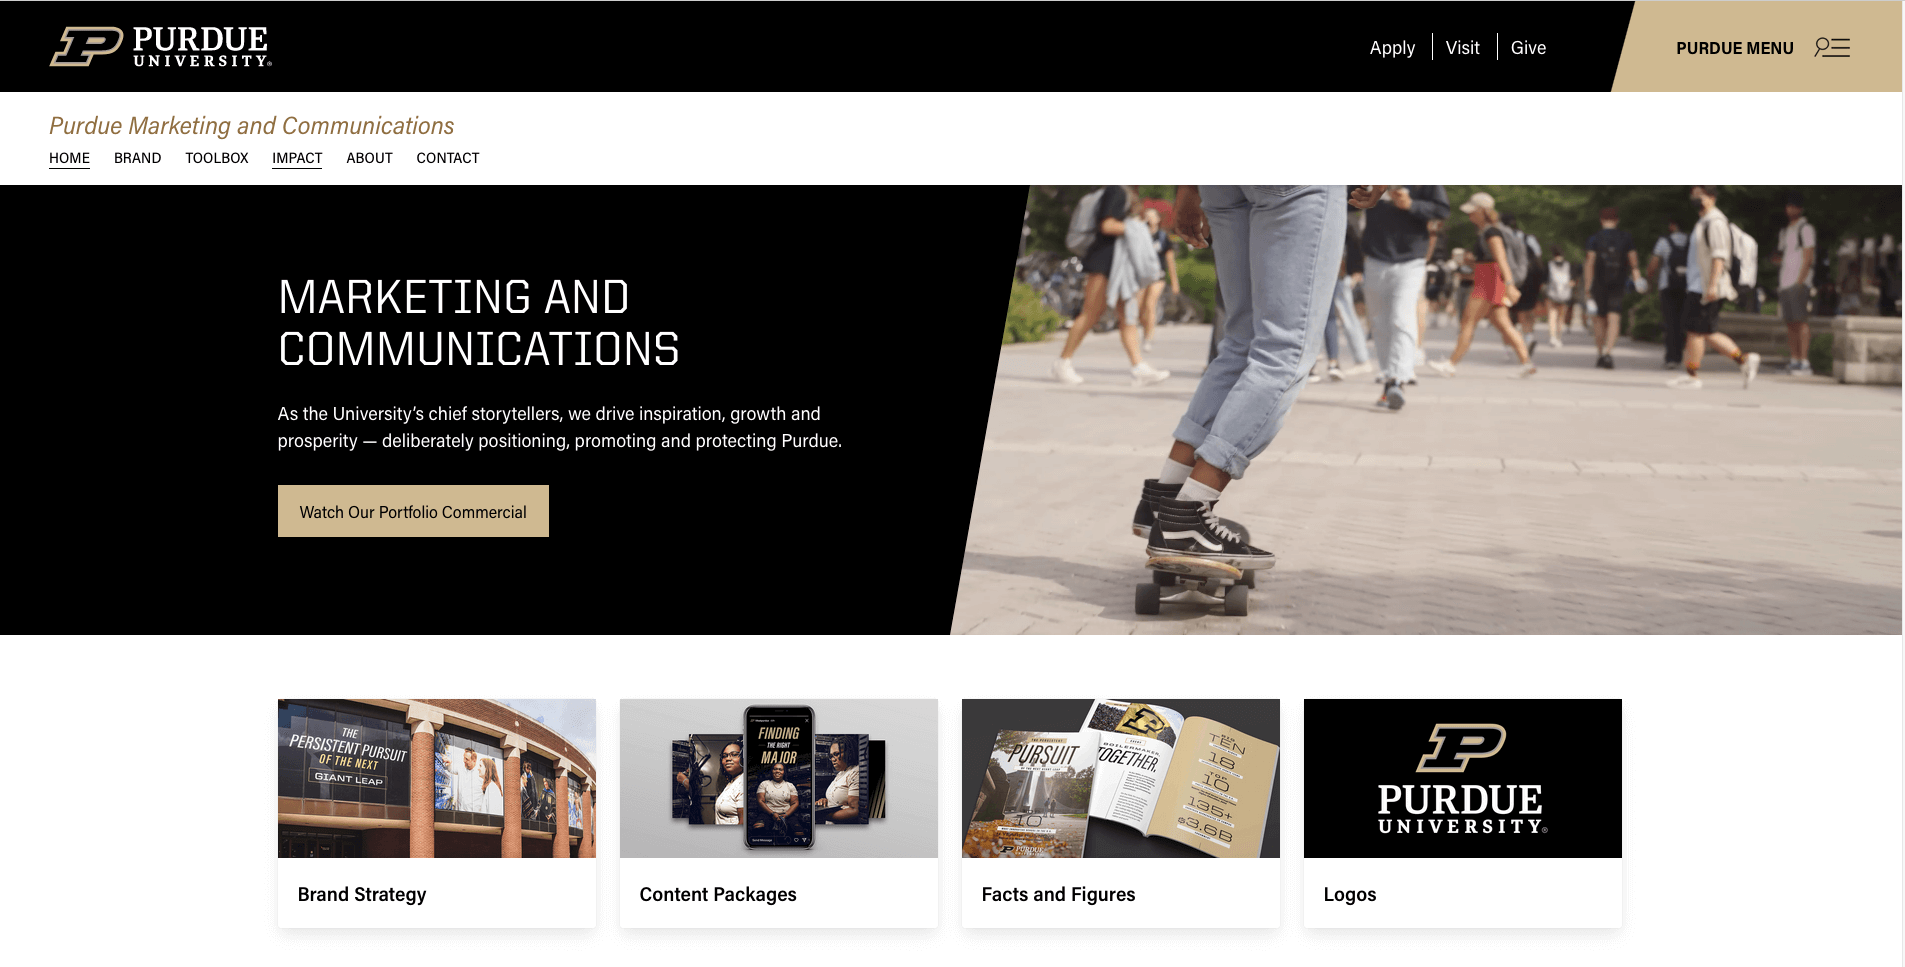 PURDUE
UNIVERSITY®
Apply
Visit
Give
PURDUE MENU
Purdue Marketing and Communications
HOME
BRAND
TOOLBOX
IMPACT
ABOUT
CONTACT
MARKETING AND
COMMUNICATIONS
As the University’s chief storytellers, we drive inspiration, growth and
prosperity — deliberately positioning, promoting and protecting Purdue.
Watch Our Portfolio Commercial
THE
PERSISTENT PURSUIT
OF THE NEXT
GIANT LEAP
FINDING
THE RIGHT
MAJOR
PURSUIT
10
PURDUE
BOILERMAKER,
TOGETHER,
TEN
18
TOP
10
135+
$3.6B
PURDUE
UNIVERSITY®
Brand Strategy
Content Packages
Facts and Figures
Logos